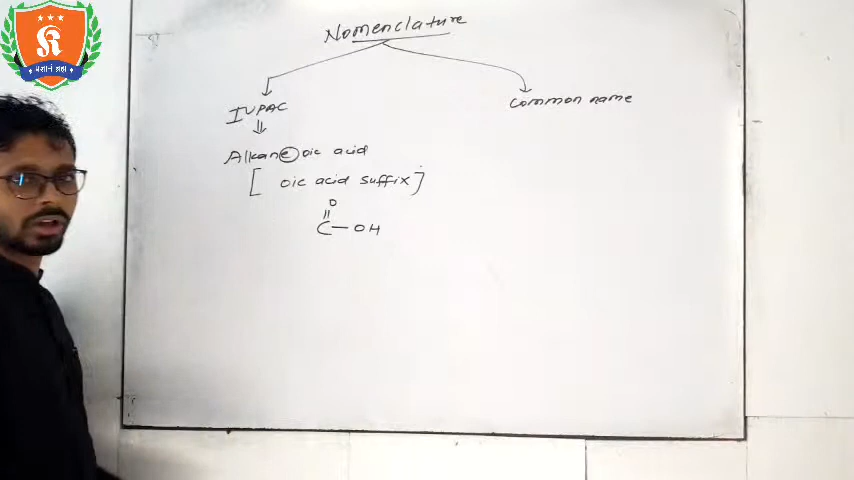 Nomenclature
IUPAC
Common name
Alkane oic acid
[ oic acid suffix]
O
C—OH